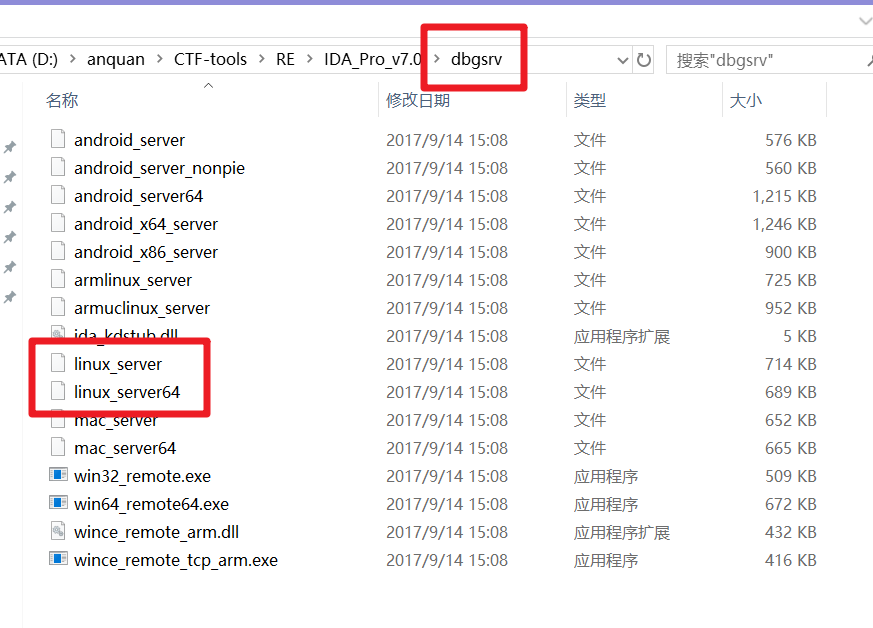 ATA (D:) > anquan > CTF-tools > RE > IDA_Pro_v7.0 > dbgsrv 搜索"dbgsrv"
名称 修改日期 类型 大小
android_server 2017/9/14 15:08 文件 576 KB
android_server_nonpie 2017/9/14 15:08 文件 560 KB
android_server64 2017/9/14 15:08 文件 1,215 KB
android_x64_server 2017/9/14 15:08 文件 1,246 KB
android_x86_server 2017/9/14 15:08 文件 900 KB
armlinux_server 2017/9/14 15:08 文件 725 KB
armuclinux_server 2017/9/14 15:08 文件 952 KB
ida_kdstub.dll 2017/9/14 15:08 应用程序扩展 5 KB
linux_server 2017/9/14 15:08 文件 714 KB
linux_server64 2017/9/14 15:08 文件 689 KB
mac_server 2017/9/14 15:08 文件 652 KB
mac_server64 2017/9/14 15:08 文件 665 KB
win32_remote.exe 2017/9/14 15:08 应用程序 509 KB
win64_remote64.exe 2017/9/14 15:08 应用程序 672 KB
wince_remote_arm.dll 2017/9/14 15:08 应用程序扩展 432 KB
wince_remote_tcp_arm.exe 2017/9/14 15:08 应用程序 416 KB